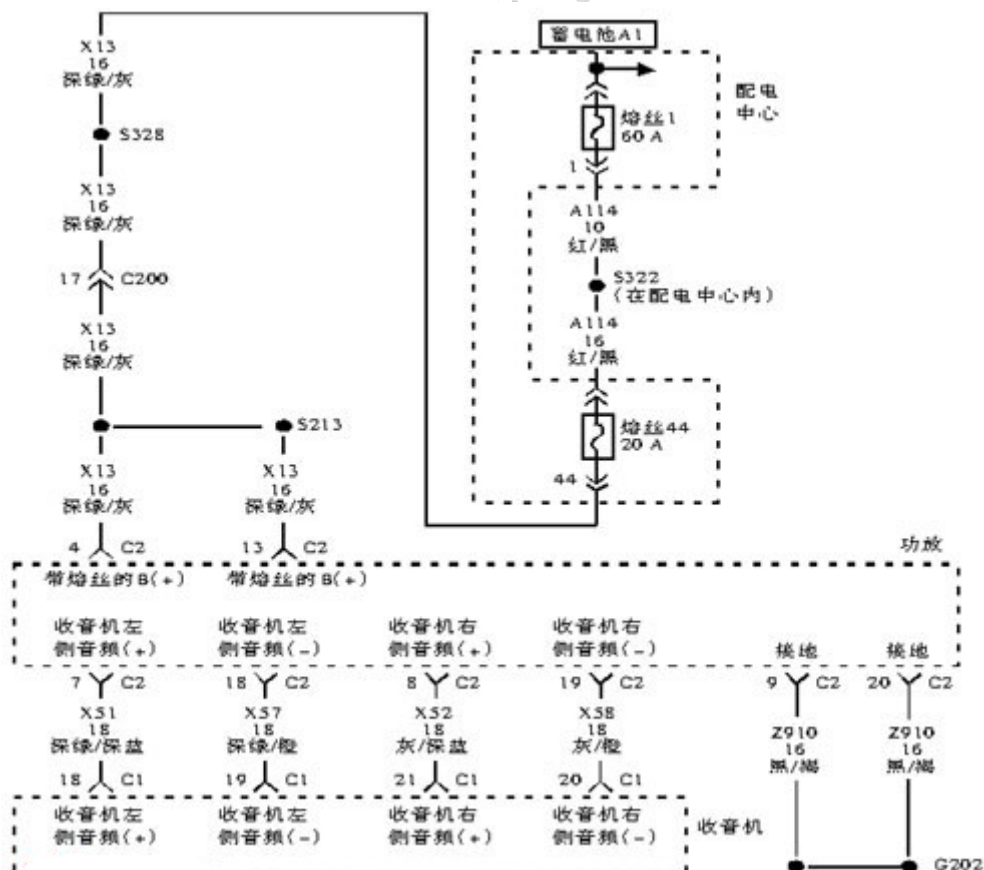 蓄电池A1
配电
中心
熔丝1
60 A
1
A114
10
红/黑
S322
(在配电中心内)
A114
16
红/黑
熔丝44
20 A
44
X13
16
深绿/灰
S328
X13
16
深绿/灰
17 C200
X13
16
深绿/灰
S213
X13
16
深绿/灰
X13
16
深绿/灰
4 C2
13 C2
功放
带熔丝的B(+) 带熔丝的B(+)
收音机左 收音机左 收音机右 收音机右
侧音频(+) 侧音频(-) 侧音频(+) 侧音频(-)
接地 接地
7 C2 18 C2 8 C2 19 C2 9 C2 20 C2
X51 X57 X52 X58 Z910 Z910
18 18 18 18 16 16
深绿/深蓝 深绿/橙 灰/深蓝 灰/橙 黑/褐 黑/褐
18 C1 19 C1 21 C1 20 C1
收音机左 收音机左 收音机右 收音机右
侧音频(+) 侧音频(-) 侧音频(+) 侧音频(-)
收音机
G202